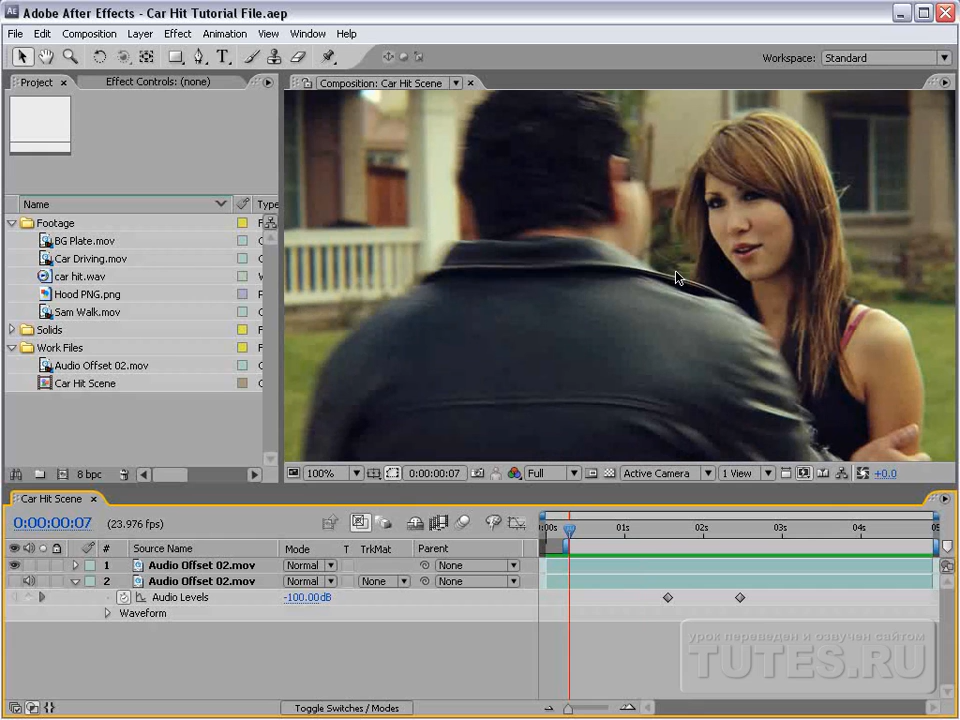 Adobe After Effects - Car Hit Tutorial File.aep
File Edit Composition Layer Effect Animation View Window Help
Workspace: Standard
Project × Effect Controls: (none)
Composition: Car Hit Scene ×
Name Type
Footage
BG Plate.mov
Car Driving.mov
car hit.wav
Hood PNG.png
Sam Walk.mov
Solids
Work Files
Audio Offset 02.mov
Car Hit Scene
8 bpc
100% 0:00:00:07 Full Active Camera 1 View +0.0
Car Hit Scene ×
0:00:00:07 (23.976 fps)
:00s 01s 02s 03s 04s 05
# Source Name Mode T TrkMat Parent
1 Audio Offset 02.mov Normal None
2 Audio Offset 02.mov Normal None None
Audio Levels -100.00dB
Waveform
урок переведен и озвучен сайтом
TUTES.RU
Toggle Switches / Modes